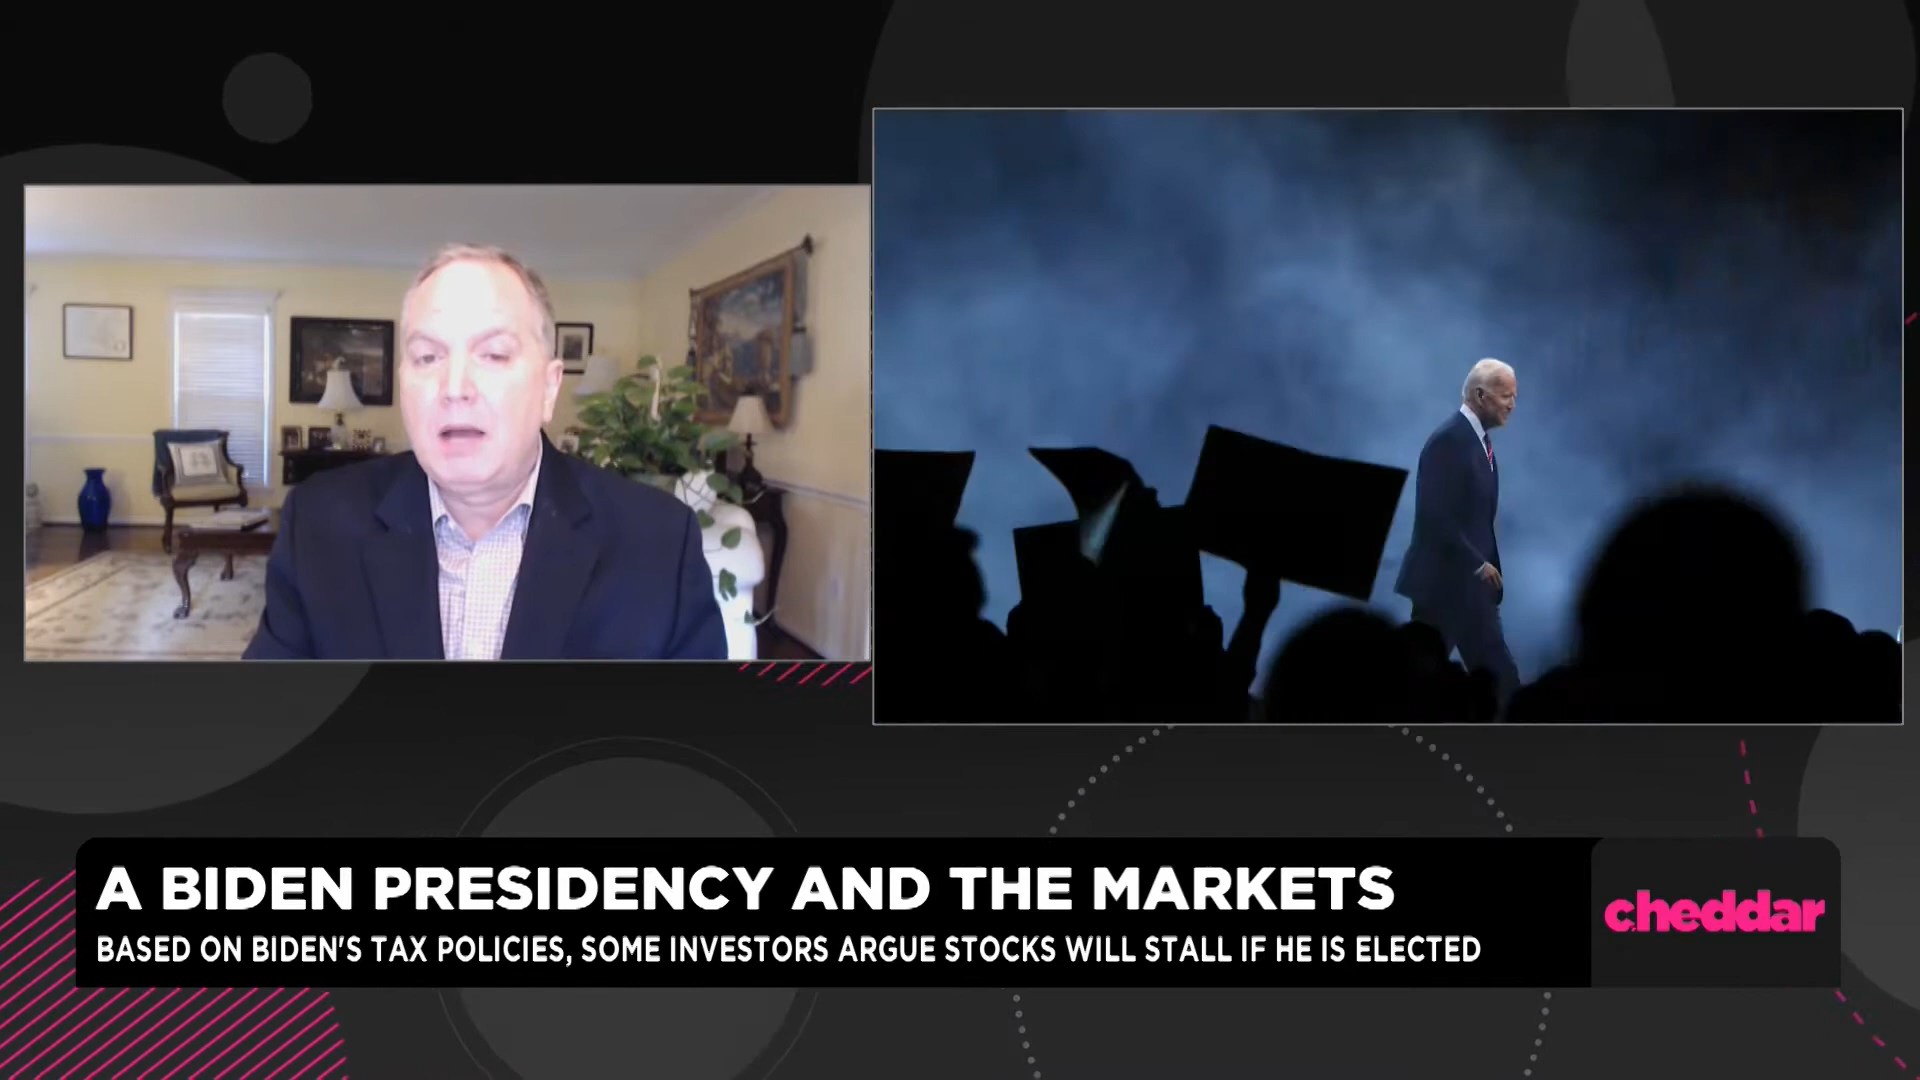 A BIDEN PRESIDENCY AND THE MARKETS
BASED ON BIDEN'S TAX POLICIES, SOME INVESTORS ARGUE STOCKS WILL STALL IF HE IS ELECTED
cheddar